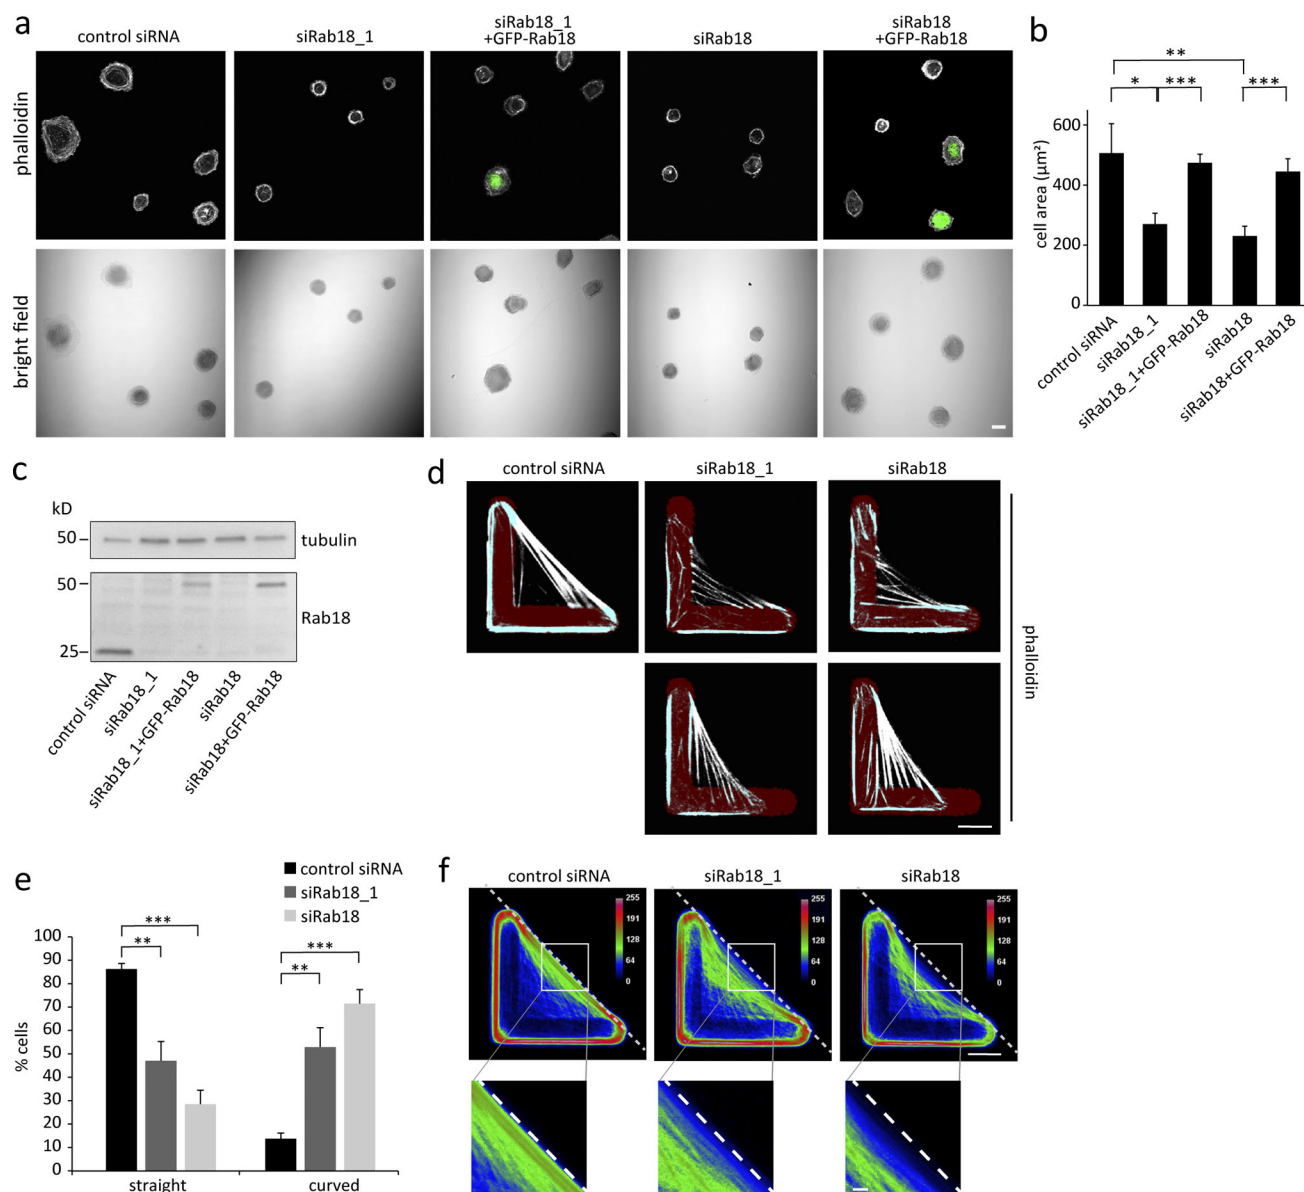 a
control siRNA
siRab18_1
siRab18_1
+GFP-Rab18
siRab18
siRab18
+GFP-Rab18
phalloidin
bright field
b
**
* ***
***
cell area (µm²)
600
400
200
0
control siRNA
siRab18_1
siRab18_1+GFP-Rab18
siRab18
siRab18+GFP-Rab18
c
kD
50
tubulin
50
Rab18
25
control siRNA
siRab18_1
siRab18_1+GFP-Rab18
siRab18
siRab18+GFP-Rab18
d
control siRNA
siRab18_1
siRab18
phalloidin
e
control siRNA
siRab18_1
siRab18
% cells
100
90
80
70
60
50
40
30
20
10
0
***
**
***
**
straight
curved
f
control siRNA
siRab18_1
siRab18
255
191
128
64
0
255
191
128
64
0
255
191
128
64
0